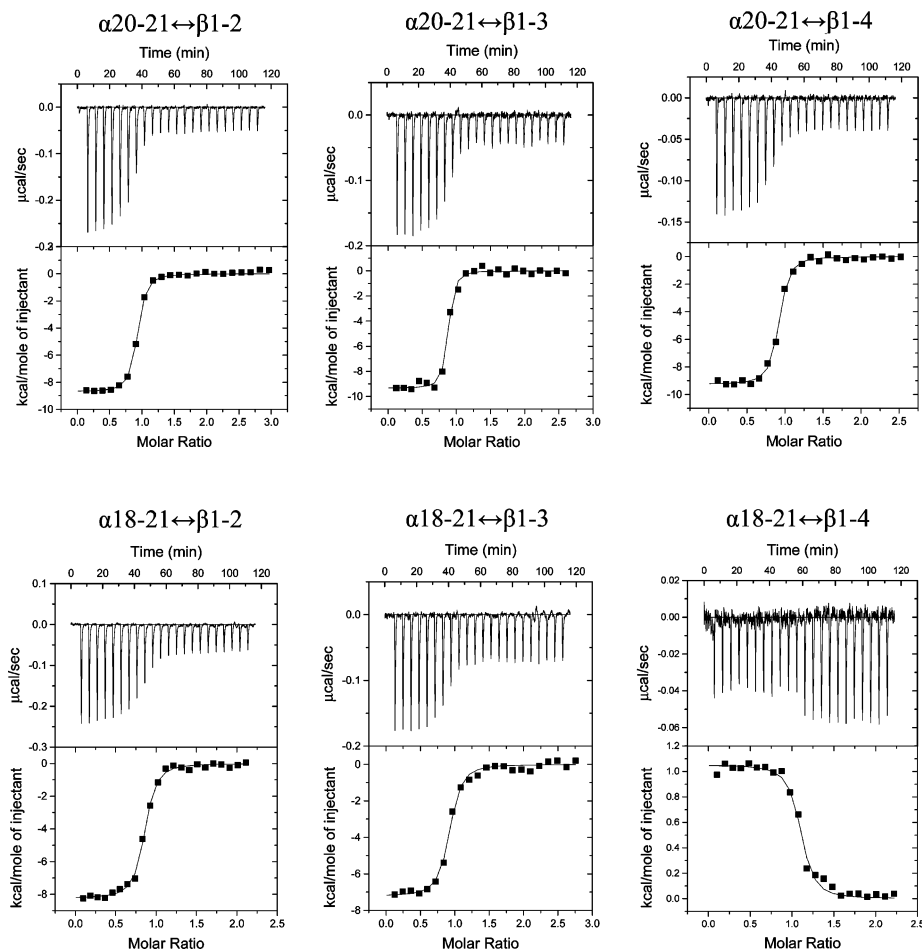 α20-21↔β1-2
Time (min)
0 20 40 60 80 100 120
0.0
-0.1
-0.2
µcal/sec
0
-2
-4
-6
-8
-10
kcal/mole of injectant
0.0 0.5 1.0 1.5 2.0 2.5 3.0
Molar Ratio
α20-21↔β1-3
Time (min)
0 20 40 60 80 100 120
0.0
-0.1
-0.2
µcal/sec
0
-2
-4
-6
-8
-10
kcal/mole of injectant
0.0 0.5 1.0 1.5 2.0 2.5 3.0
Molar Ratio
α20-21↔β1-4
Time (min)
0 20 40 60 80 100 120
0.00
-0.05
-0.10
-0.15
µcal/sec
0
-2
-4
-6
-8
-10
kcal/mole of injectant
0.0 0.5 1.0 1.5 2.0 2.5
Molar Ratio
α18-21↔β1-2
Time (min)
0 20 40 60 80 100 120
0.1
0.0
-0.1
-0.2
-0.3
µcal/sec
0
-2
-4
-6
-8
kcal/mole of injectant
0.0 0.5 1.0 1.5 2.0 2.5
Molar Ratio
α18-21↔β1-3
Time (min)
0 20 40 60 80 100 120
0.0
-0.1
-0.2
µcal/sec
0
-2
-4
-6
-8
kcal/mole of injectant
0.0 0.5 1.0 1.5 2.0 2.5 3.0
Molar Ratio
α18-21↔β1-4
Time (min)
0 20 40 60 80 100 120
0.02
0.00
-0.02
-0.04
-0.06
µcal/sec
1.2
1.0
0.8
0.6
0.4
0.2
0.0
kcal/mole of injectant
0.0 0.5 1.0 1.5 2.0 2.5
Molar Ratio